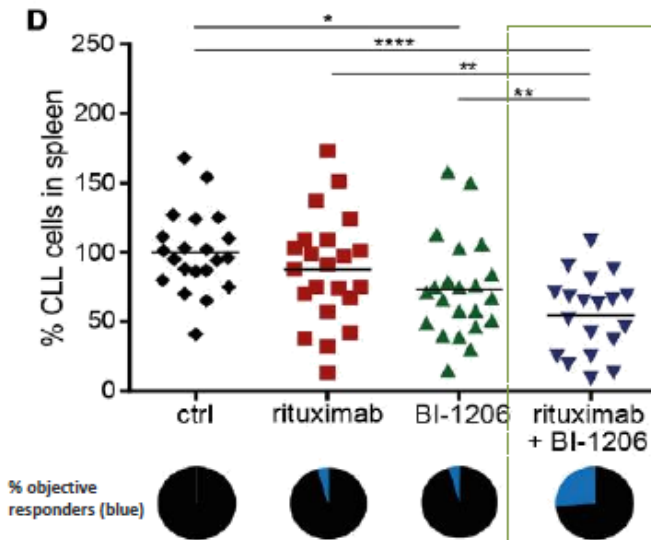 D
*
****
**
**
250
200
150
100
50
0
% CLL cells in spleen
ctrl
rituximab
BI-1206
rituximab
+ BI-1206
% objective
responders (blue)